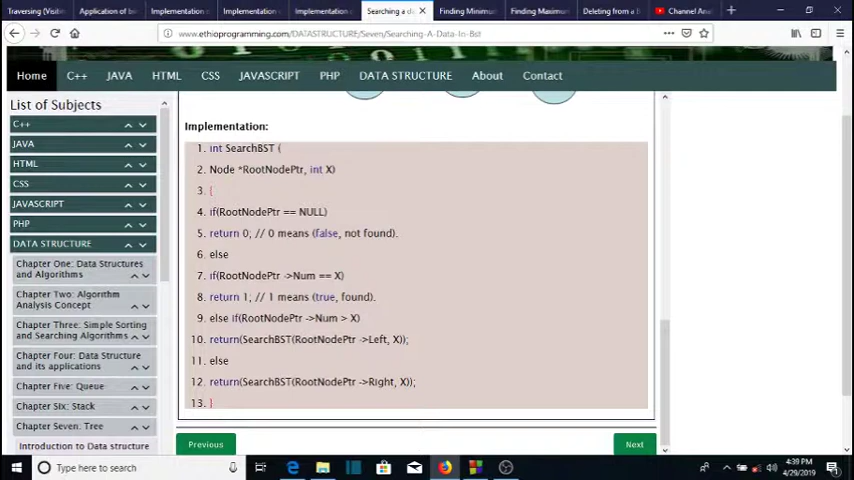 Traversing (Visitin
Application of bi
Implementation
Implementation
Implementation
Searching a d
Finding Minimum
Finding Maximum
Deleting from a
Channel An
www.ethioprogramming.com/DATASTRUCTURE/Seven/Searching-A-Data-In-Bst
Home C++ JAVA HTML CSS JAVASCRIPT PHP DATA STRUCTURE About Contact
List of Subjects
C++
JAVA
HTML
CSS
JAVASCRIPT
PHP
DATA STRUCTURE
Chapter One: Data Structures
and Algorithms
Chapter Two: Algorithm
Analysis Concept
Chapter Three: Simple Sorting
and Searching Algorithms
Chapter Four: Data Structure
and its applications
Chapter Five: Queue
Chapter Six: Stack
Chapter Seven: Tree
Introduction to Data structure
Implementation:
1. int SearchBST (
2. Node *RootNodePtr, int X)
3. {
4. if(RootNodePtr == NULL)
5. return 0; // 0 means (false, not found).
6. else
7. if(RootNodePtr ->Num == X)
8. return 1; // 1 means (true, found).
9. else if(RootNodePtr ->Num > X)
10. return(SearchBST(RootNodePtr ->Left, X));
11. else
12. return(SearchBST(RootNodePtr ->Right, X));
13. }
Previous
Next
Type here to search
4:39 PM
4/29/2019